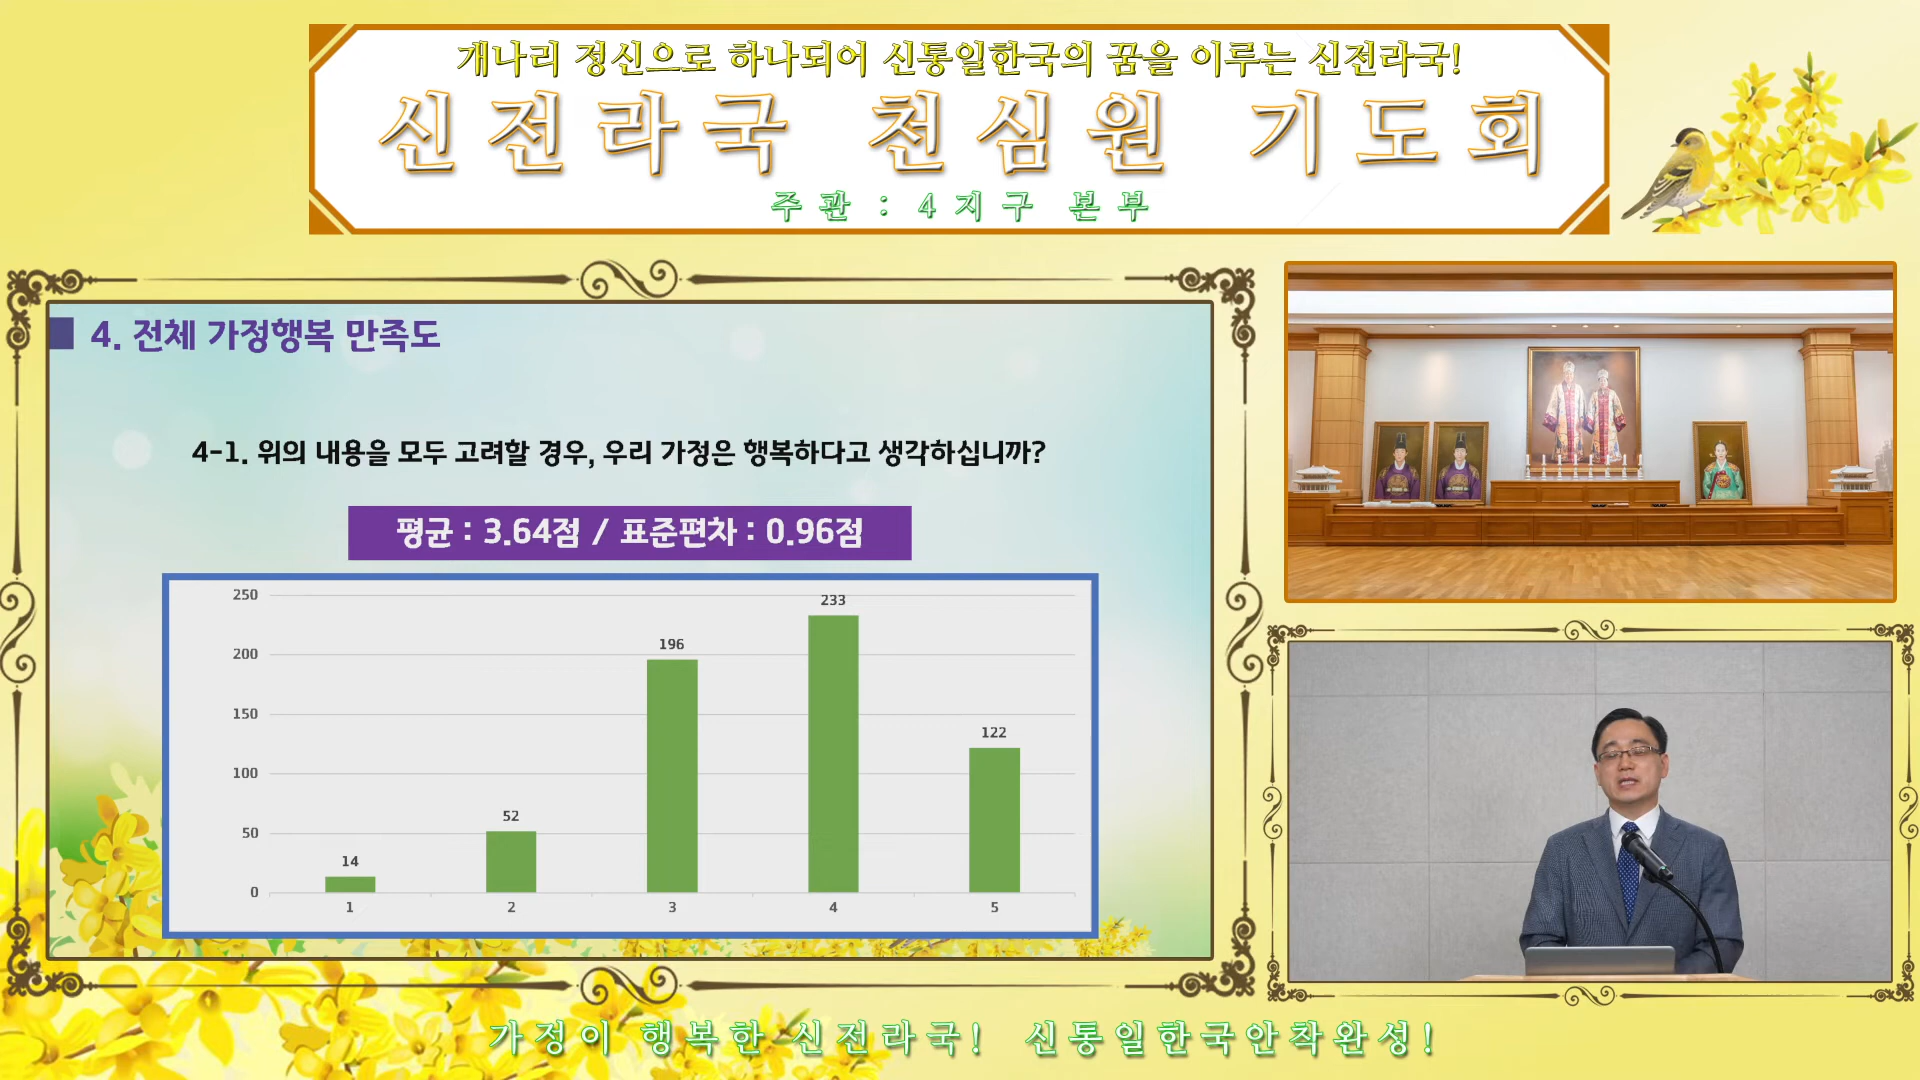 개나리 정신으로 하나되어 신통일한국의 꿈을 이루는 신전라국!
신전라국 천심원 기도회
주관 : 4지구 본부
4. 전체 가정행복 만족도
4-1. 위의 내용을 모두 고려할 경우, 우리 가정은 행복하다고 생각하십니까?
평균 : 3.64점 / 표준편차 : 0.96점
250
200
150
100
50
0
14
52
196
233
122
1 2 3 4 5
가정이 행복한 신전라국! 신통일한국안착완성!